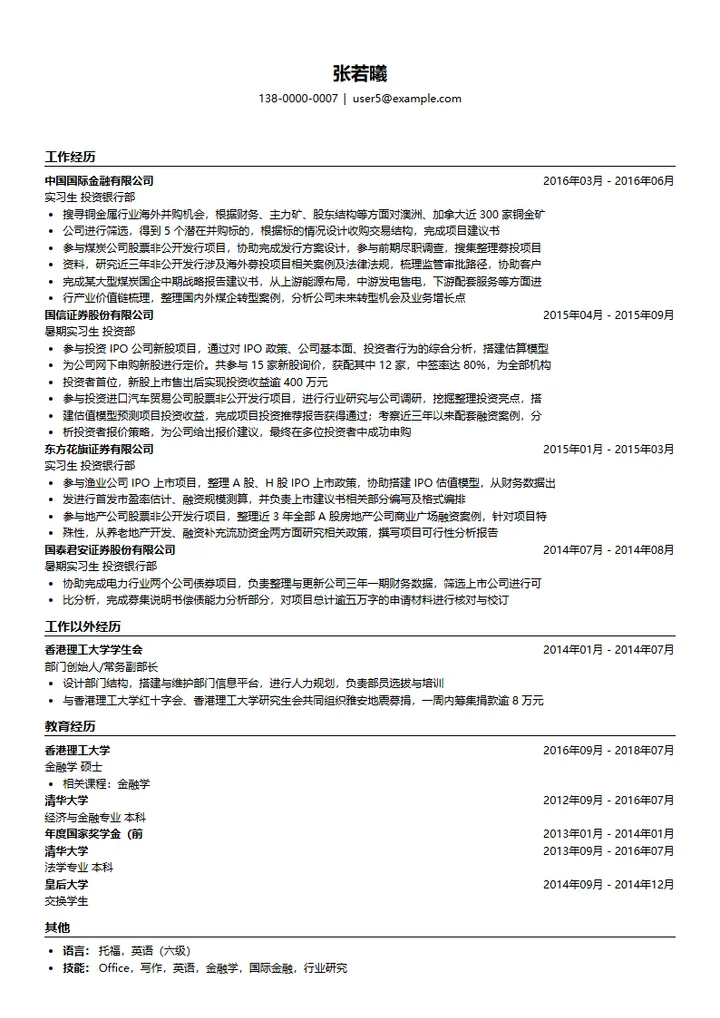 张若曦
138-0000-0007 | user5@example.com
工作经历
中国国际金融有限公司 2016年03月 - 2016年06月
实习生 投资银行部
• 搜寻铜金属行业海外并购机会，根据财务、主力矿、股东结构等方面对澳洲、加拿大近 300 家铜金矿
• 公司进行筛选，得到 5 个潜在并购标的，根据标的情况设计收购交易结构，完成项目建议书
• 参与煤炭公司股票非公开发行项目，协助完成发行方案设计，参与前期尽职调查，搜集整理募投项目
• 资料，研究近三年非公开发行涉及海外募投项目相关案例及法律法规，梳理监管审批路径，协助客户
• 完成某大型煤炭国企中期战略报告建议书，从上游能源布局，中游发电售电，下游配套服务等方面进
• 行产业价值链梳理，整理国内外煤企转型案例，分析公司未来转型机会及业务增长点
国信证券股份有限公司 2015年04月 - 2015年09月
暑期实习生 投资部
• 参与投资 IPO 公司新股项目，通过对 IPO 政策、公司基本面、投资者行为的综合分析，搭建估算模型
• 为公司网下申购新股进行定价。共参与 15 家新股询价，获配其中 12 家，中签率达 80%，为全部机构
• 投资者首位，新股上市售出后实现投资收益逾 400 万元
• 参与投资进口汽车贸易公司股票非公开发行项目，进行行业研究与公司调研，挖掘整理投资亮点，搭
• 建估值模型预测项目投资收益，完成项目投资推荐报告获得通过；考察近三年以来配套融资案例，分
• 析投资者报价策略，为公司给出报价建议，最终在多位投资者中成功申购
东方花旗证券有限公司 2015年01月 - 2015年03月
实习生 投资银行部
• 参与渔业公司 IPO 上市项目，整理 A 股、H 股 IPO 上市政策，协助搭建 IPO 估值模型，从财务数据出
• 发进行首发市盈率估计、融资规模测算，并负责上市建议书相关部分编写及格式编排
• 参与地产公司股票非公开发行项目，整理近 3 年全部 A 股房地产公司商业广场融资案例，针对项目特
• 殊性，从养老地产开发、融资补充流励资金两方面研究相关政策，撰写项目可行性分析报告
国泰君安证券股份有限公司 2014年07月 - 2014年08月
暑期实习生 投资银行部
• 协助完成电力行业两个公司债券项目，负责整理与更新公司三年一期财务数据，筛选上市公司进行可
• 比分析，完成募集说明书偿债能力分析部分，对项目总计逾五万字的申请材料进行核对与校订
工作以外经历
香港理工大学学生会 2014年01月 - 2014年07月
部门创始人/常务副部长
• 设计部门结构，搭建与维护部门信息平台，进行人力规划，负责部员选拔与培训
• 与香港理工大学红十字会、香港理工大学研究生会共同组织雅安地震募捐，一周内筹集捐款逾 8 万元
教育经历
香港理工大学 2016年09月 - 2018年07月
金融学 硕士
• 相关课程：金融学
清华大学 2012年09月 - 2016年07月
经济与金融专业 本科
年度国家奖学金（前 2013年01月 - 2014年01月
清华大学 2013年09月 - 2016年07月
法学专业 本科
皇后大学 2014年09月 - 2014年12月
交换学生
其他
• 语言： 托福，英语（六级）
• 技能： Office，写作，英语，金融学，国际金融，行业研究